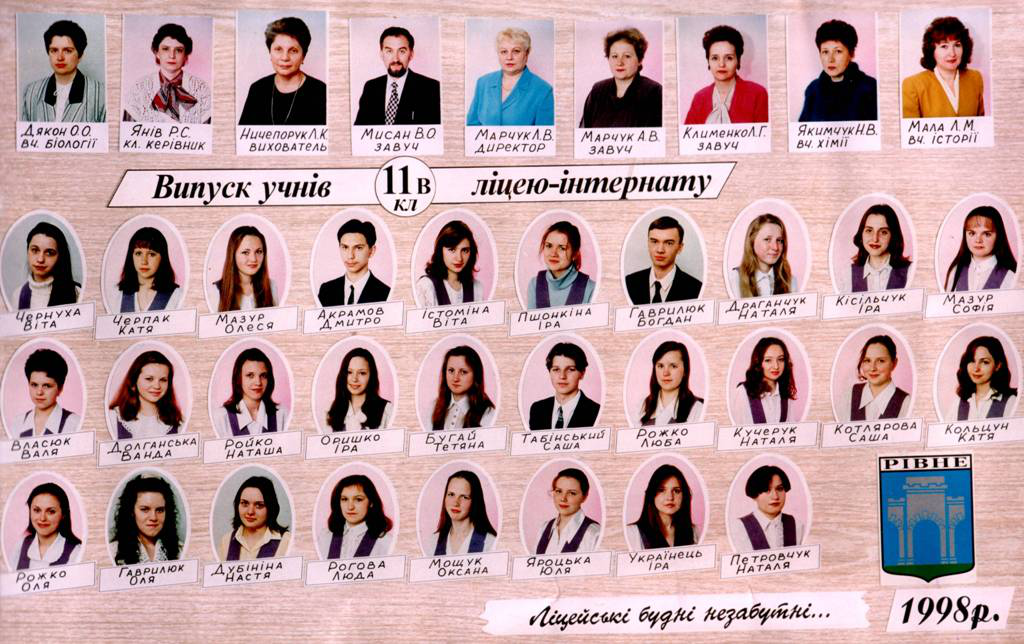 Дякон О.О.
вч. біології
Янів Р.С.
кл. керівник
Ничепорук Л.К.
вихователь
Мисан В.О
завуч
Марчук Л.В.
директор
Марчук А.В.
завуч
Клименко Л.Г.
завуч
Якимчук Н.В.
вч. хімії
Мала Л.М.
вч. історії
Випуск учнів 11 в ліцею-інтернату
кл
Чернуха
Віта
Черпак
Катя
Мазур
Олеся
Акрамов
Дмитро
Істоміна
Віта
Пшонкіна
Іра
Гаврилюк
Богдан
Драганчук
Наталя
Кісільчук
Іра
Мазур
Софія
Власюк
Валя
Долганська
Ванда
Ройко
Наташа
Оришко
Іра
Бугай
Тетяна
Табінський
Саша
Рожко
Люба
Кучерук
Наталя
Котлярова
Саша
Кольцун
Катя
Рожко
Оля
Гаврилюк
Оля
Дубініна
Настя
Рогова
Люда
Мощук
Оксана
Яроцька
Юля
Українець
Іра
Петровчук
Наталя
РІВНЕ
Ліцейські будні незабутні...
1998р.